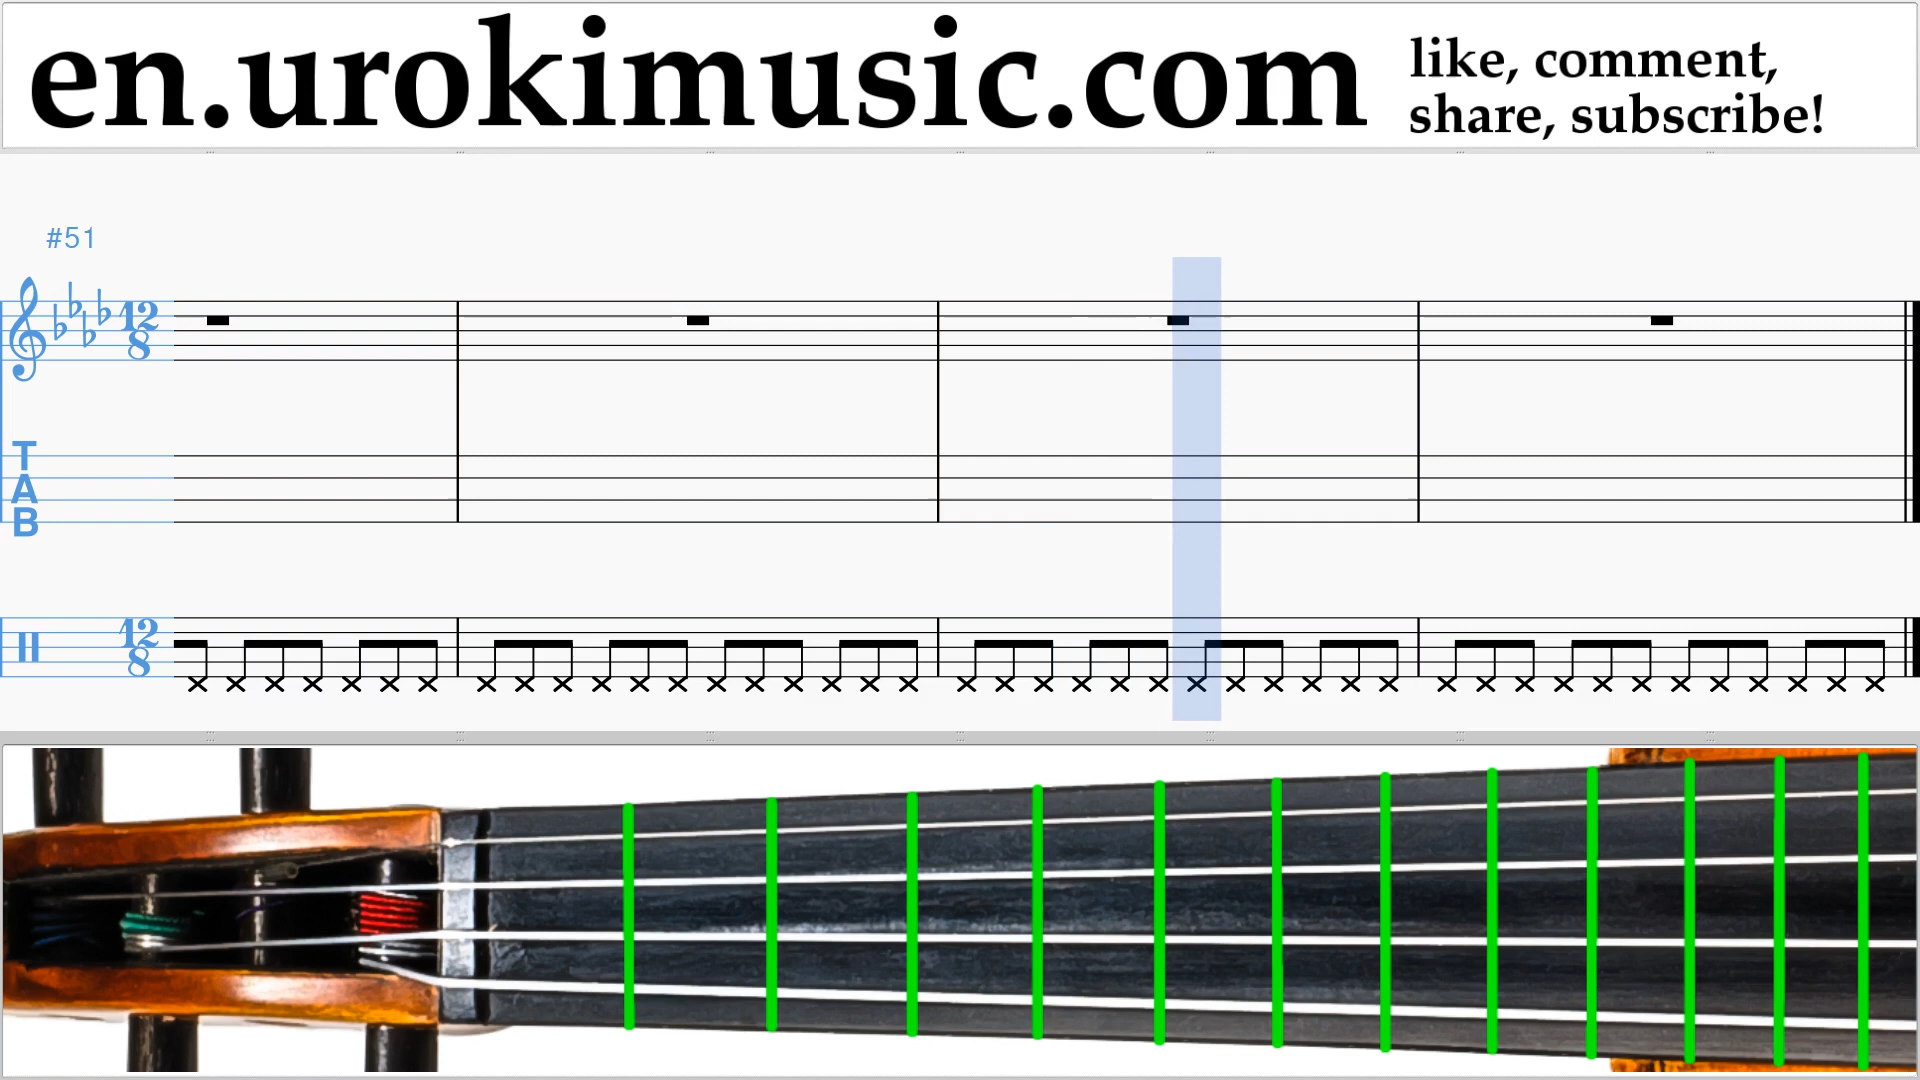 en.urokimusic.com
like, comment,
share, subscribe!
#51
12
8
T
A
B
12
8